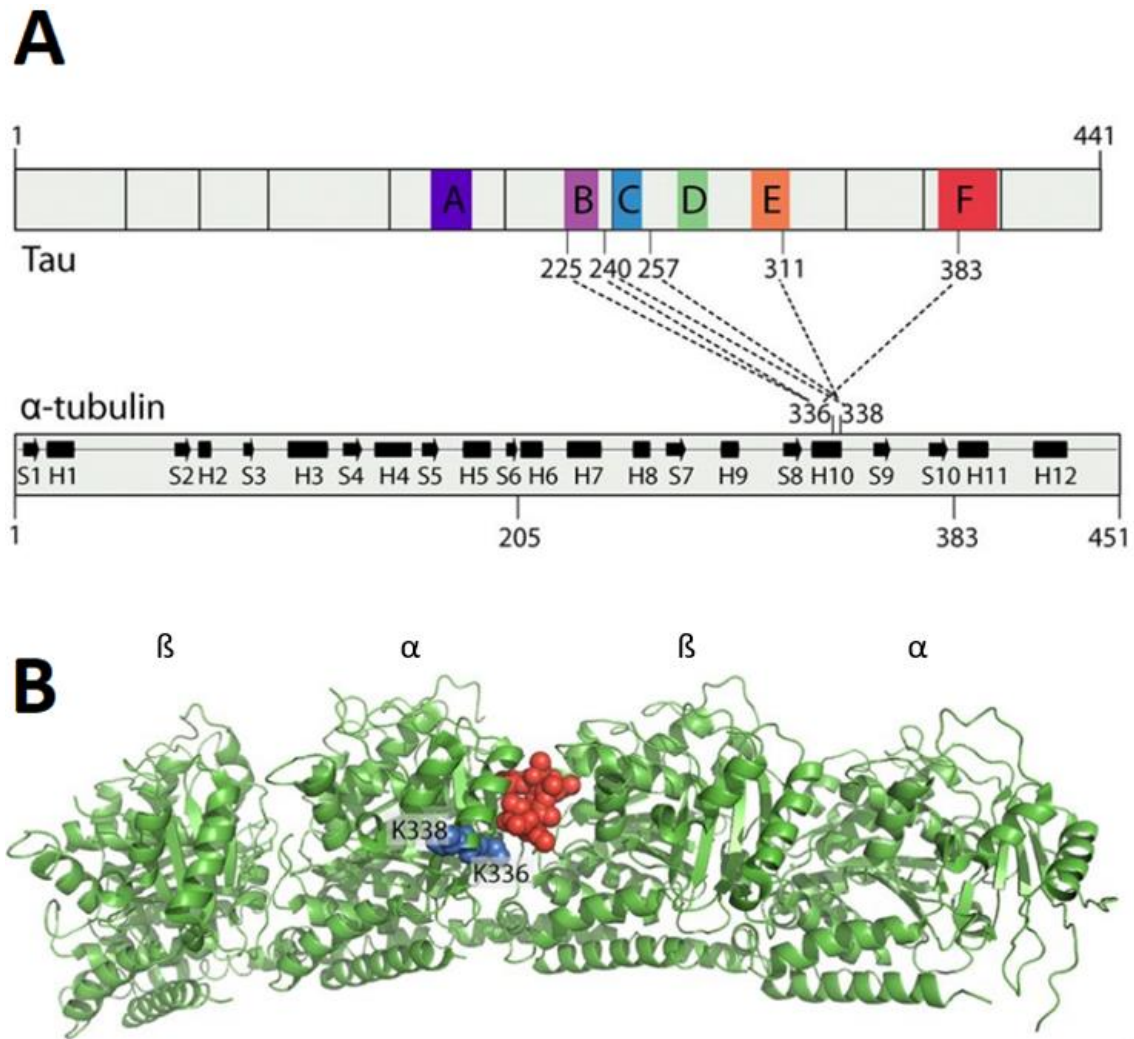 A
1 441
A B C D E F
Tau
225 240 257 311 383
α-tubulin
336 338
S1 H1 S2 H2 S3 H3 S4 H4 S5 H5 S6 H6 H7 H8 S7 H9 S8 H10 S9 S10 H11 H12
1 205 383 451
ß α ß α
B
K338
K336